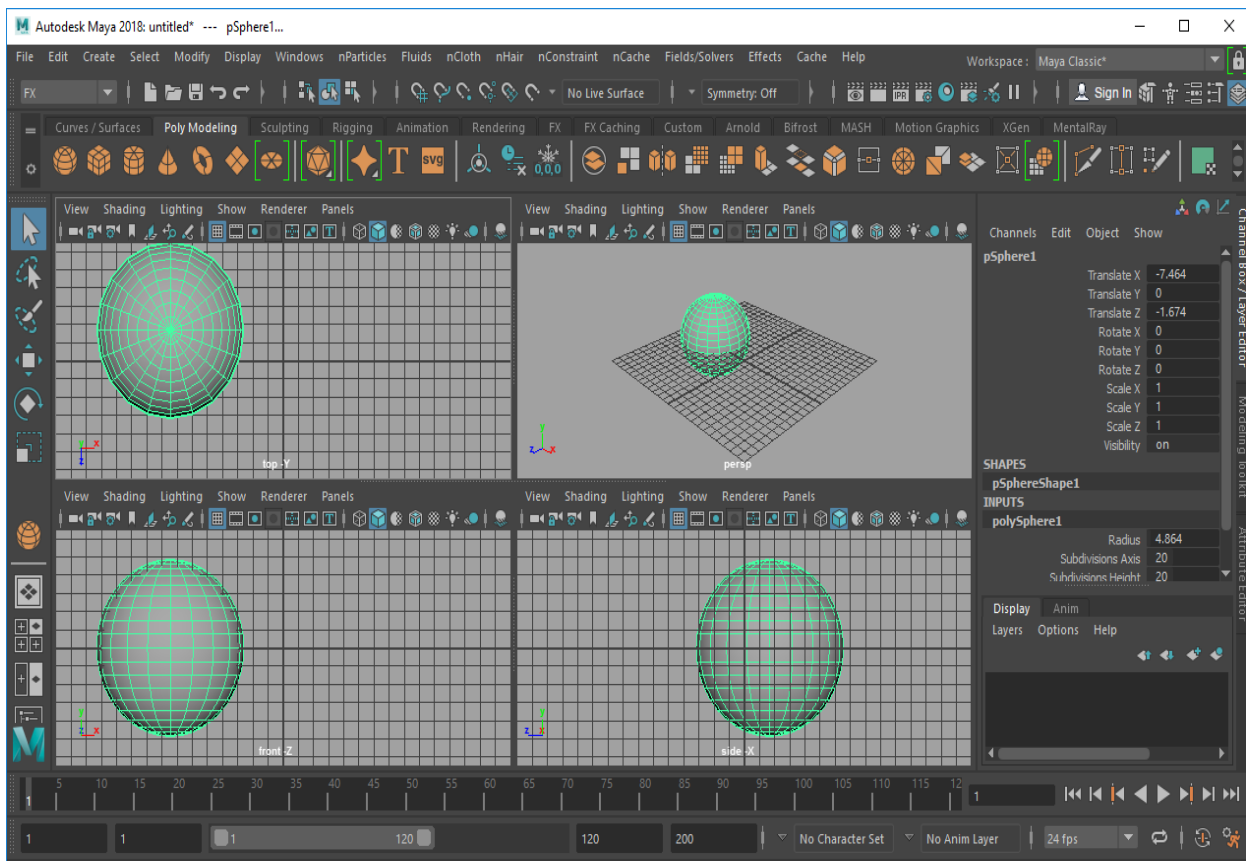 Autodesk Maya 2018: untitled* --- pSphere1...
File Edit Create Select Modify Display Windows nParticles Fluids nCloth nHair nConstraint nCache Fields/Solvers Effects Cache Help Workspace : Maya Classic*
FX No Live Surface Symmetry: Off IPR Sign In
Curves / Surfaces Poly Modeling Sculpting Rigging Animation Rendering FX FX Caching Custom Arnold Bifrost MASH Motion Graphics XGen MentalRay
T svg 0,0,0
View Shading Lighting Show Renderer Panels
top -Y
View Shading Lighting Show Renderer Panels
persp
View Shading Lighting Show Renderer Panels
front -Z
View Shading Lighting Show Renderer Panels
side -X
Channels Edit Object Show
pSphere1
Translate X -7.464
Translate Y 0
Translate Z -1.674
Rotate X 0
Rotate Y 0
Rotate Z 0
Scale X 1
Scale Y 1
Scale Z 1
Visibility on
SHAPES
pSphereShape1
INPUTS
polySphere1
Radius 4.864
Subdivisions Axis 20
Subdivisions Height 20
Display Anim
Layers Options Help
Channel Box / Layer Editor
Modeling Toolkit
Attribute Editor
5 10 15 20 25 30 35 40 45 50 55 60 65 70 75 80 85 90 95 100 105 110 115 12
1 1
1 1 1 120 120 200 No Character Set No Anim Layer 24 fps